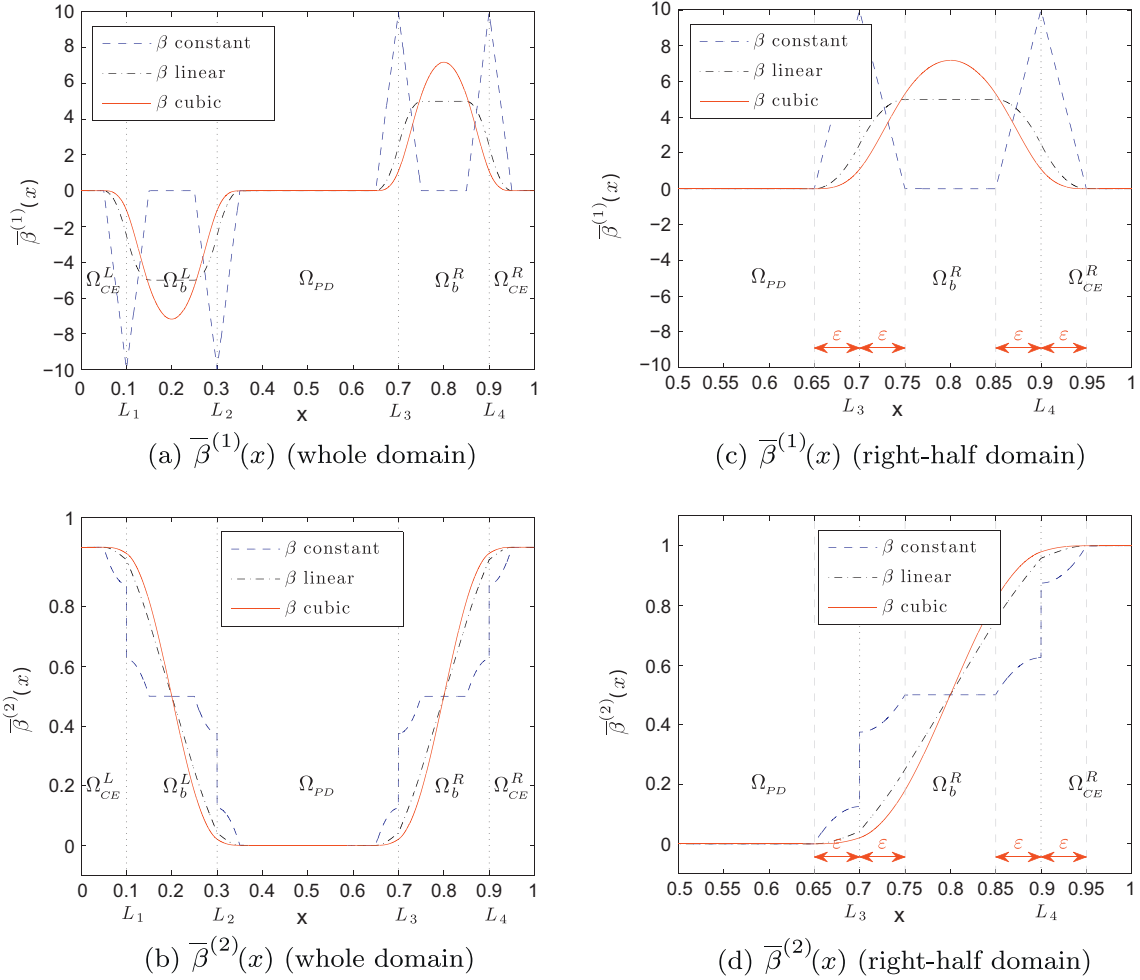 10
8
6
4
2
0
−2
−4
−6
−8
−10
β constant
β linear
β cubic
β̅⁽¹⁾(x)
Ω_CE^L Ω_b^L Ω_PD Ω_b^R Ω_CE^R
0 0.1 0.2 0.3 0.4 0.5 0.6 0.7 0.8 0.9 1
L₁ L₂ x L₃ L₄
(a) β̅⁽¹⁾(x) (whole domain)
10
8
6
4
2
0
−2
−4
−6
−8
−10
β constant
β linear
β cubic
β̅⁽¹⁾(x)
Ω_PD Ω_b^R Ω_CE^R
ε ε ε ε
0.5 0.55 0.6 0.65 0.7 0.75 0.8 0.85 0.9 0.95 1
L₃ x L₄
(c) β̅⁽¹⁾(x) (right-half domain)
1
0.8
0.6
0.4
0.2
0
β constant
β linear
β cubic
β̅⁽²⁾(x)
Ω_CE^L Ω_b^L Ω_PD Ω_b^R Ω_CE^R
0 0.1 0.2 0.3 0.4 0.5 0.6 0.7 0.8 0.9 1
L₁ L₂ x L₃ L₄
(b) β̅⁽²⁾(x) (whole domain)
1
0.8
0.6
0.4
0.2
0
β constant
β linear
β cubic
β̅⁽²⁾(x)
Ω_PD Ω_b^R Ω_CE^R
ε ε ε ε
0.5 0.55 0.6 0.65 0.7 0.75 0.8 0.85 0.9 0.95 1
L₃ x L₄
(d) β̅⁽²⁾(x) (right-half domain)